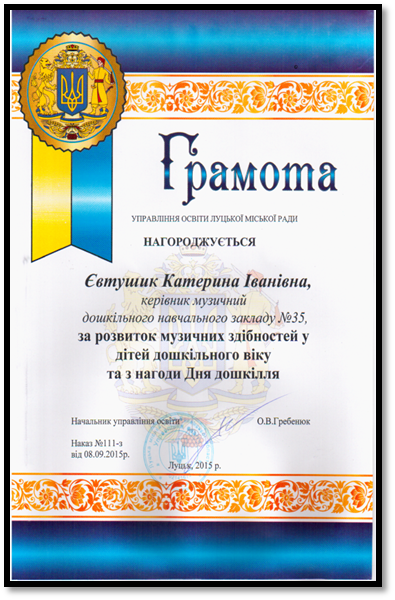 Грамота
УПРАВЛІННЯ ОСВІТИ ЛУЦЬКОЇ МІСЬКОЇ РАДИ
НАГОРОДЖУЄТЬСЯ
Євтушик Катерина Іванівна,
керівник музичний
дошкільного навчального закладу №35,
за розвиток музичних здібностей у
дітей дошкільного віку
та з нагоди Дня дошкілля
Начальник управління освіти О.В.Гребенюк
Наказ №111-з
від 08.09.2015р.
Луцьк, 2015 р.